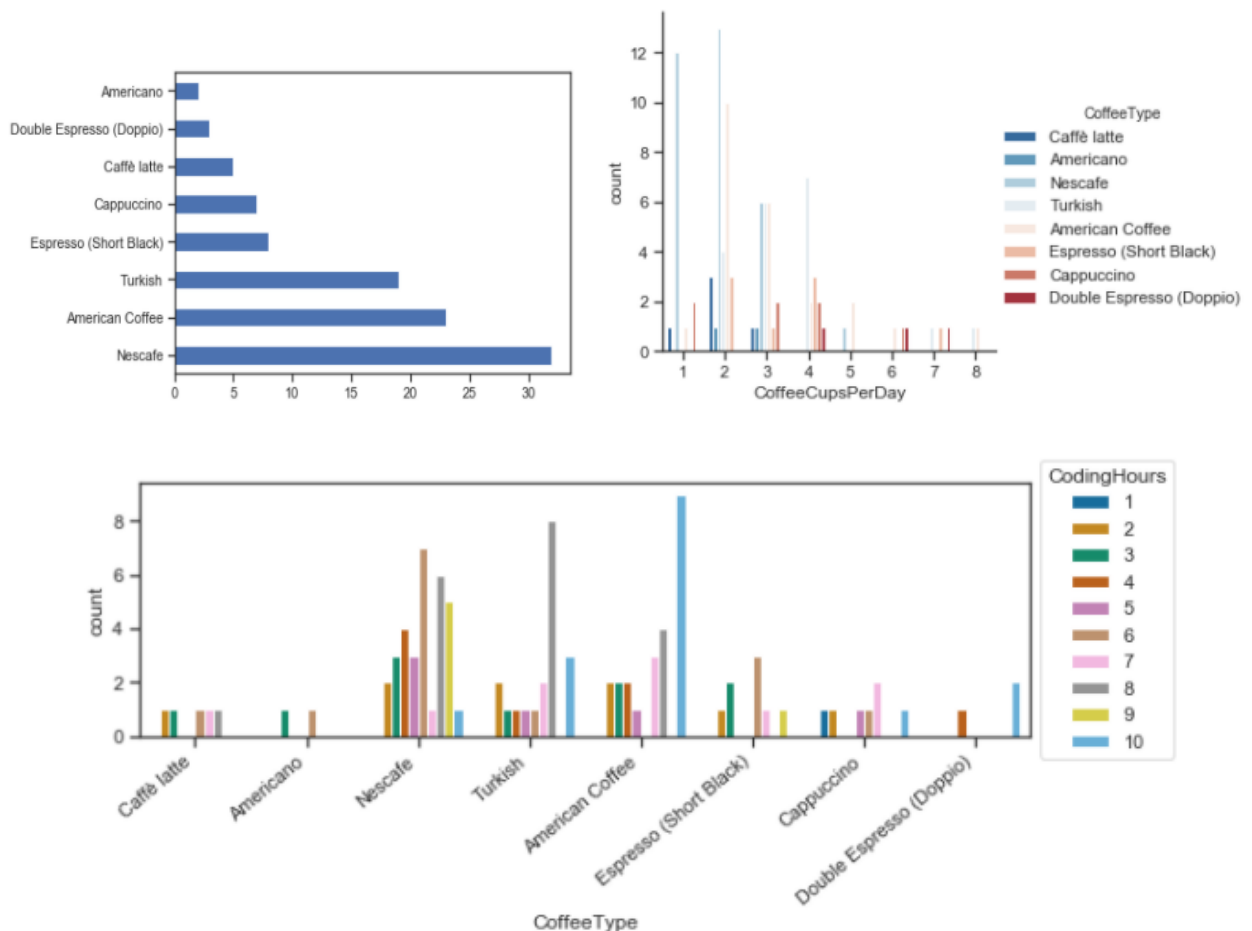 Americano
Double Espresso (Doppio)
Caffè latte
Cappuccino
Espresso (Short Black)
Turkish
American Coffee
Nescafe
0 5 10 15 20 25 30
12
10
8
6
4
2
0
count
1 2 3 4 5 6 7 8
CoffeeCupsPerDay
CoffeeType
Caffè latte
Americano
Nescafe
Turkish
American Coffee
Espresso (Short Black)
Cappuccino
Double Espresso (Doppio)
8
6
4
2
0
count
Caffè latte
Americano
Nescafe
Turkish
American Coffee
Espresso (Short Black)
Cappuccino
Double Espresso (Doppio)
CoffeeType
CodingHours
1
2
3
4
5
6
7
8
9
10